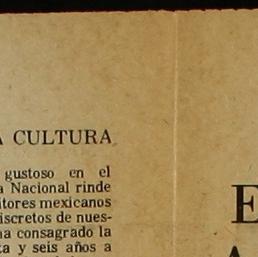 A CULTURA
gustoso en el
a Nacional rinde
itores mexicanos
iscretos de nues-
na consagrado la
ta y seis años a
E